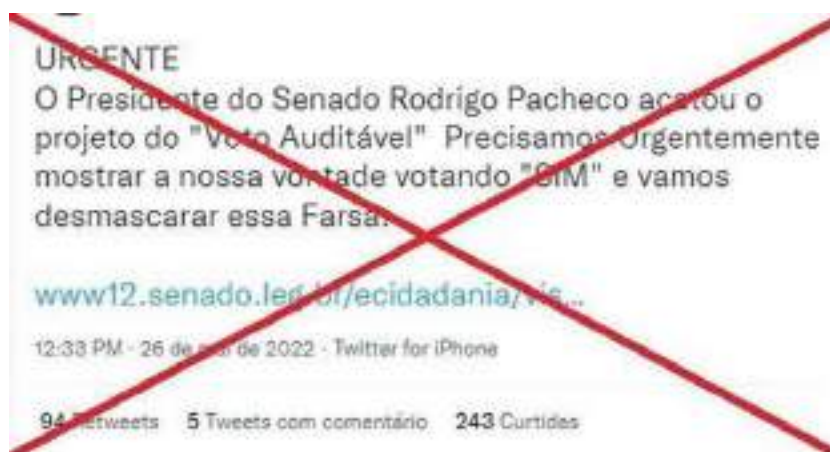 URGENTE
O Presidente do Senado Rodrigo Pacheco acatou o
projeto do "Voto Auditável" Precisamos Urgentemente
mostrar a nossa vontade votando "SIM" e vamos
desmascarar essa Farsa.
www12.senado.leg.br/ecidadania/vis...
12:33 PM · 26 de mai de 2022 · Twitter for iPhone
94 Retweets 5 Tweets com comentário 243 Curtidas